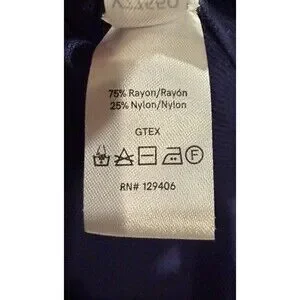 75% Rayon/Rayón
25% Nylon/Nylon
GTEX
F
RN# 129406